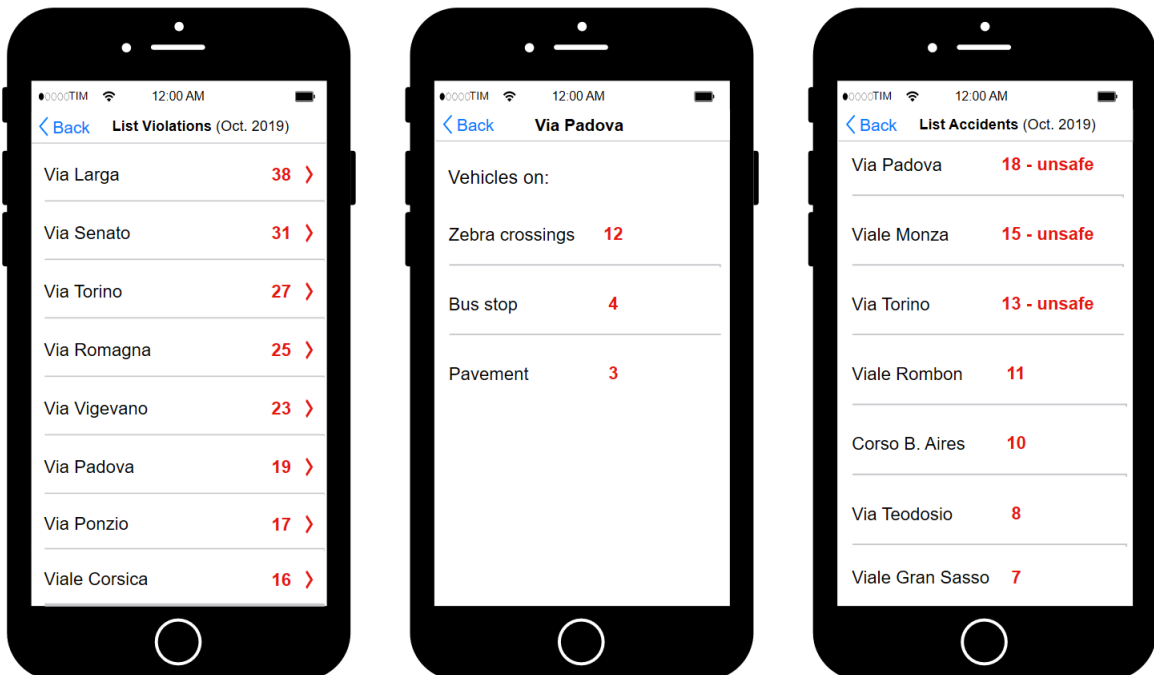 TIM 12:00 AM
Back List Violations (Oct. 2019)
Via Larga 38
Via Senato 31
Via Torino 27
Via Romagna 25
Via Vigevano 23
Via Padova 19
Via Ponzio 17
Viale Corsica 16
TIM 12:00 AM
Back Via Padova
Vehicles on:
Zebra crossings 12
Bus stop 4
Pavement 3
TIM 12:00 AM
Back List Accidents (Oct. 2019)
Via Padova 18 - unsafe
Viale Monza 15 - unsafe
Via Torino 13 - unsafe
Viale Rombon 11
Corso B. Aires 10
Via Teodosio 8
Viale Gran Sasso 7